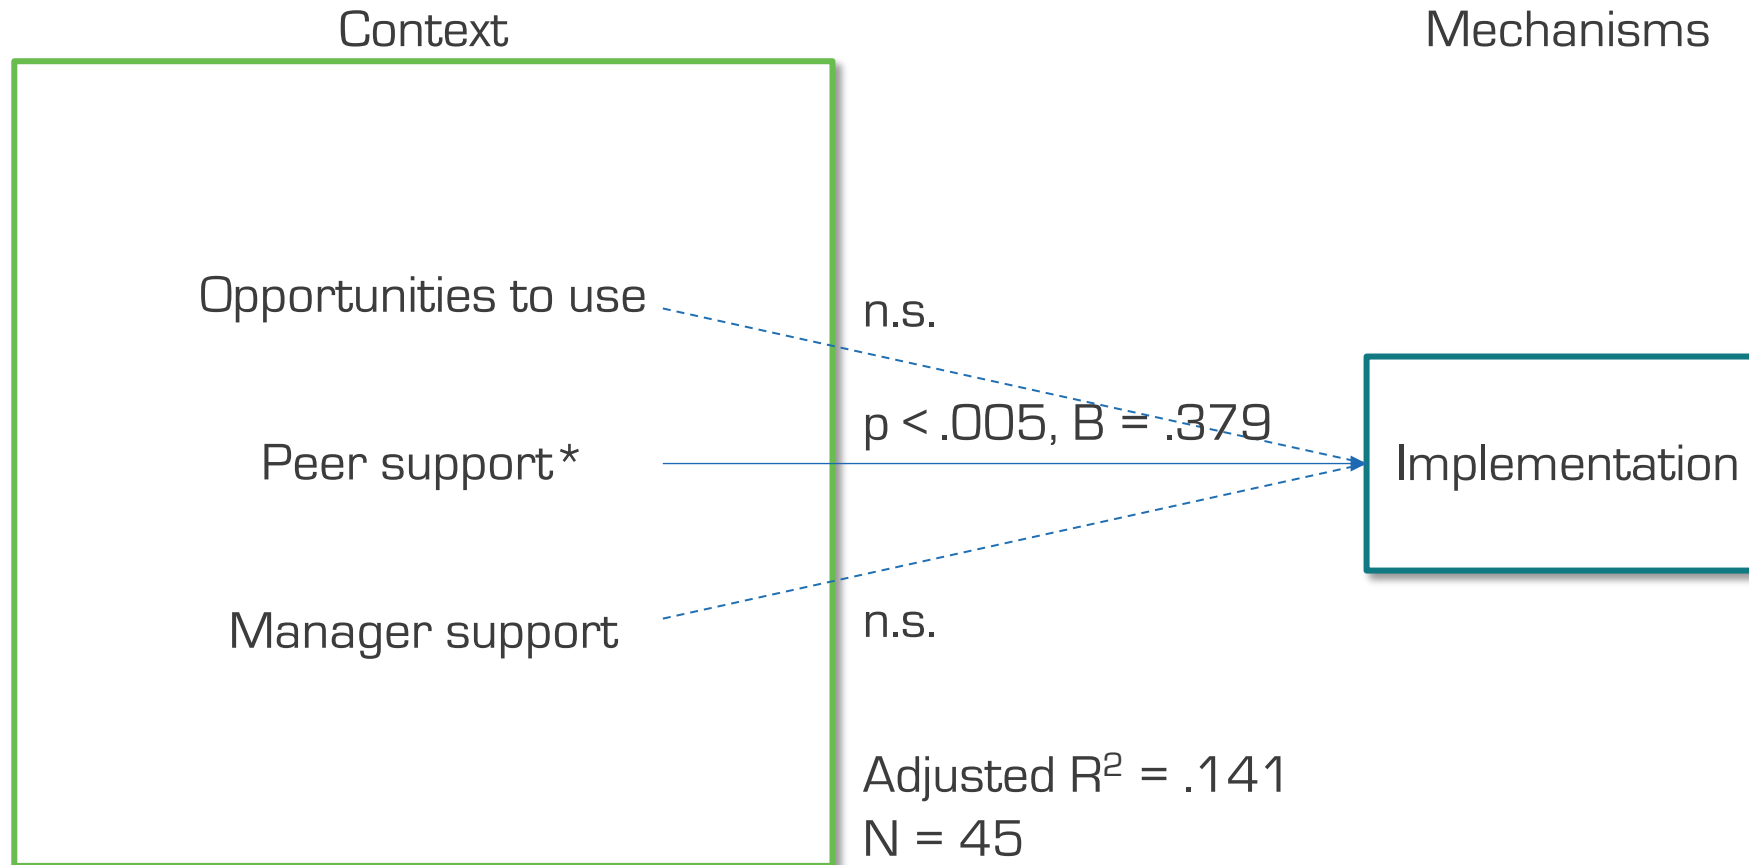 Context
Mechanisms
Opportunities to use
n.s.
p < .005, B = .379
Peer support*
Implementation
Manager support
n.s.
Adjusted R² = .141
N = 45